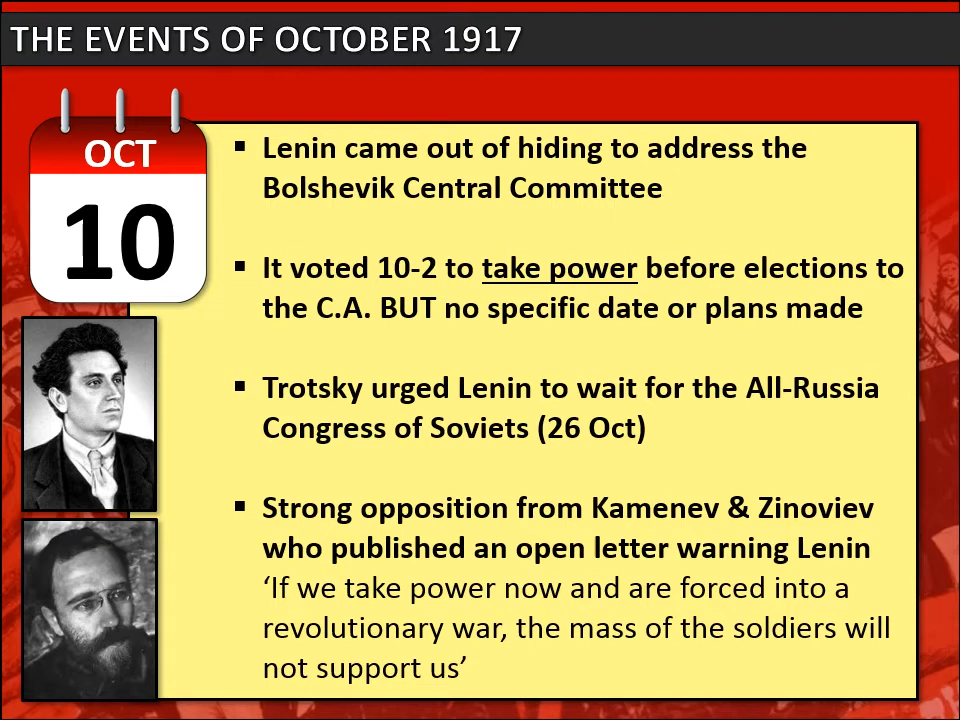 THE EVENTS OF OCTOBER 1917
OCT
10
▪ Lenin came out of hiding to address the
Bolshevik Central Committee
▪ It voted 10-2 to take power before elections to
the C.A. BUT no specific date or plans made
▪ Trotsky urged Lenin to wait for the All-Russia
Congress of Soviets (26 Oct)
▪ Strong opposition from Kamenev & Zinoviev
who published an open letter warning Lenin
‘If we take power now and are forced into a
revolutionary war, the mass of the soldiers will
not support us’